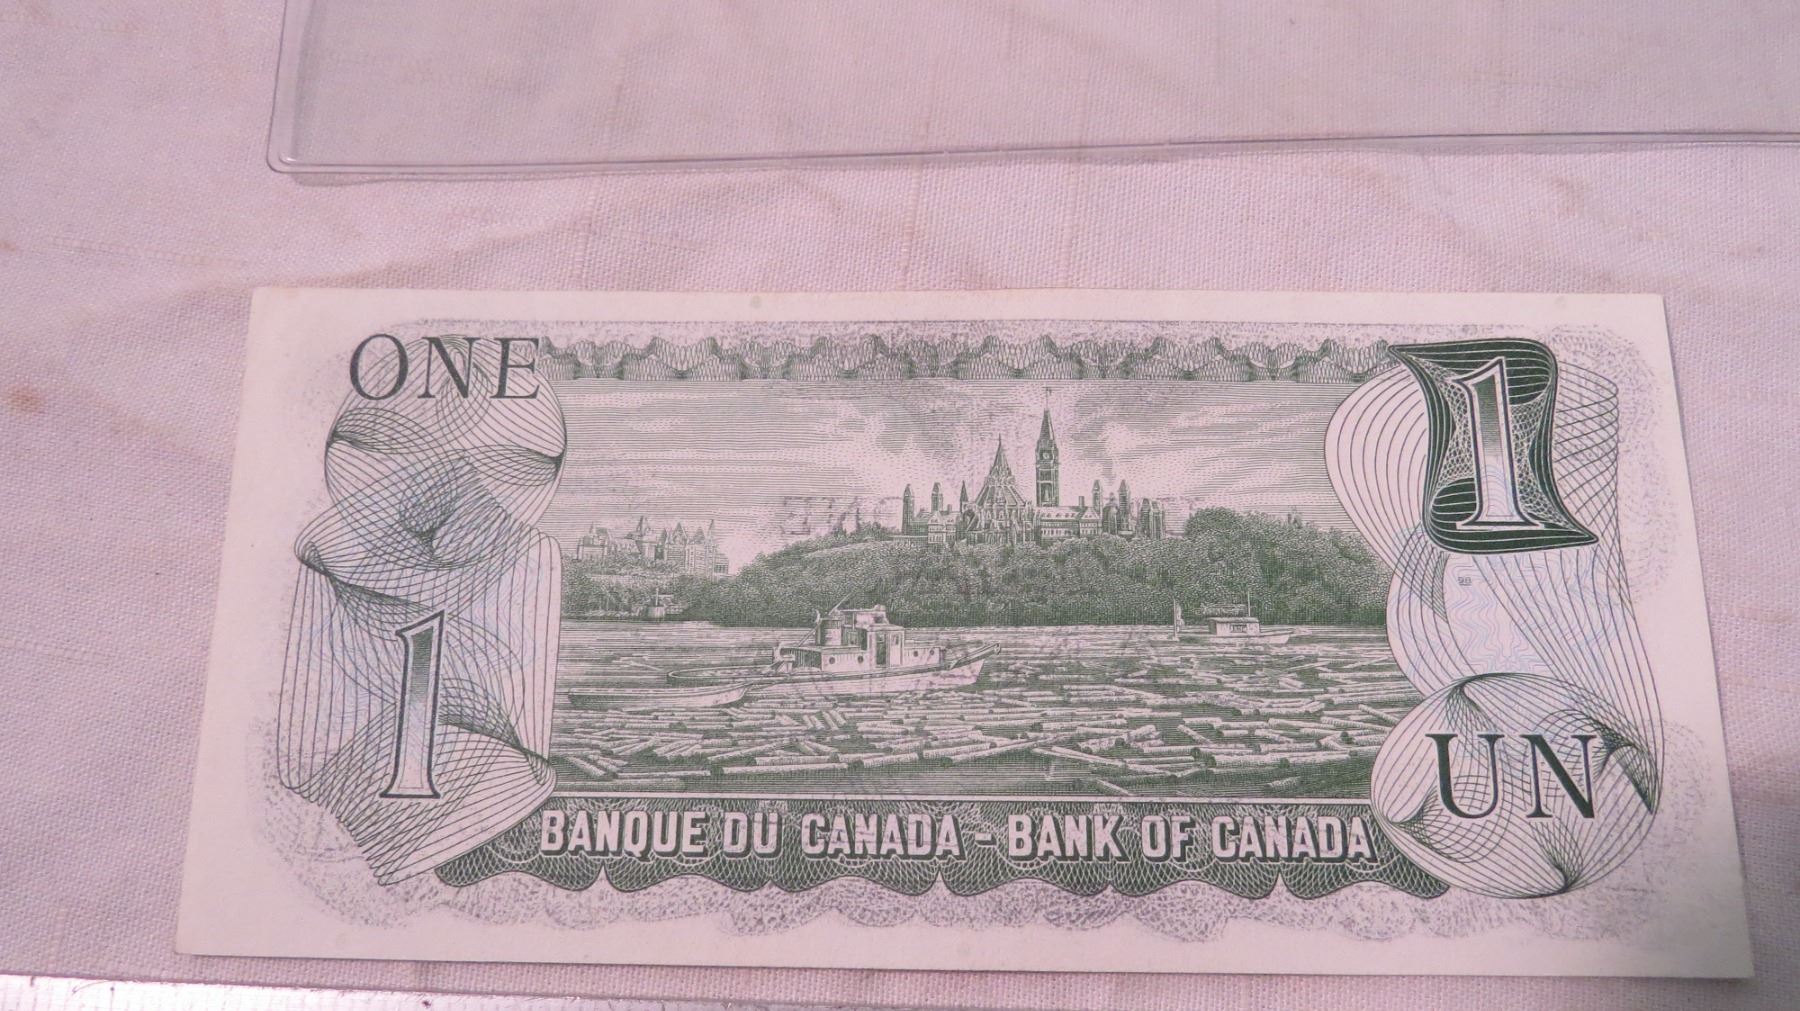 ONE
1
1
UN
BANQUE DU CANADA - BANK OF CANADA